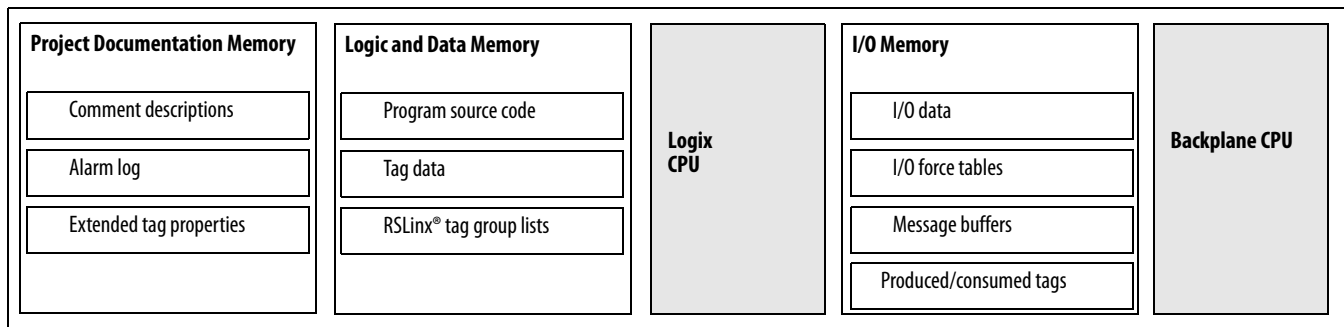 Project Documentation Memory
Comment descriptions
Alarm log
Extended tag properties
Logic and Data Memory
Program source code
Tag data
RSLinx® tag group lists
Logix
CPU
I/O Memory
I/O data
I/O force tables
Message buffers
Produced/consumed tags
Backplane CPU